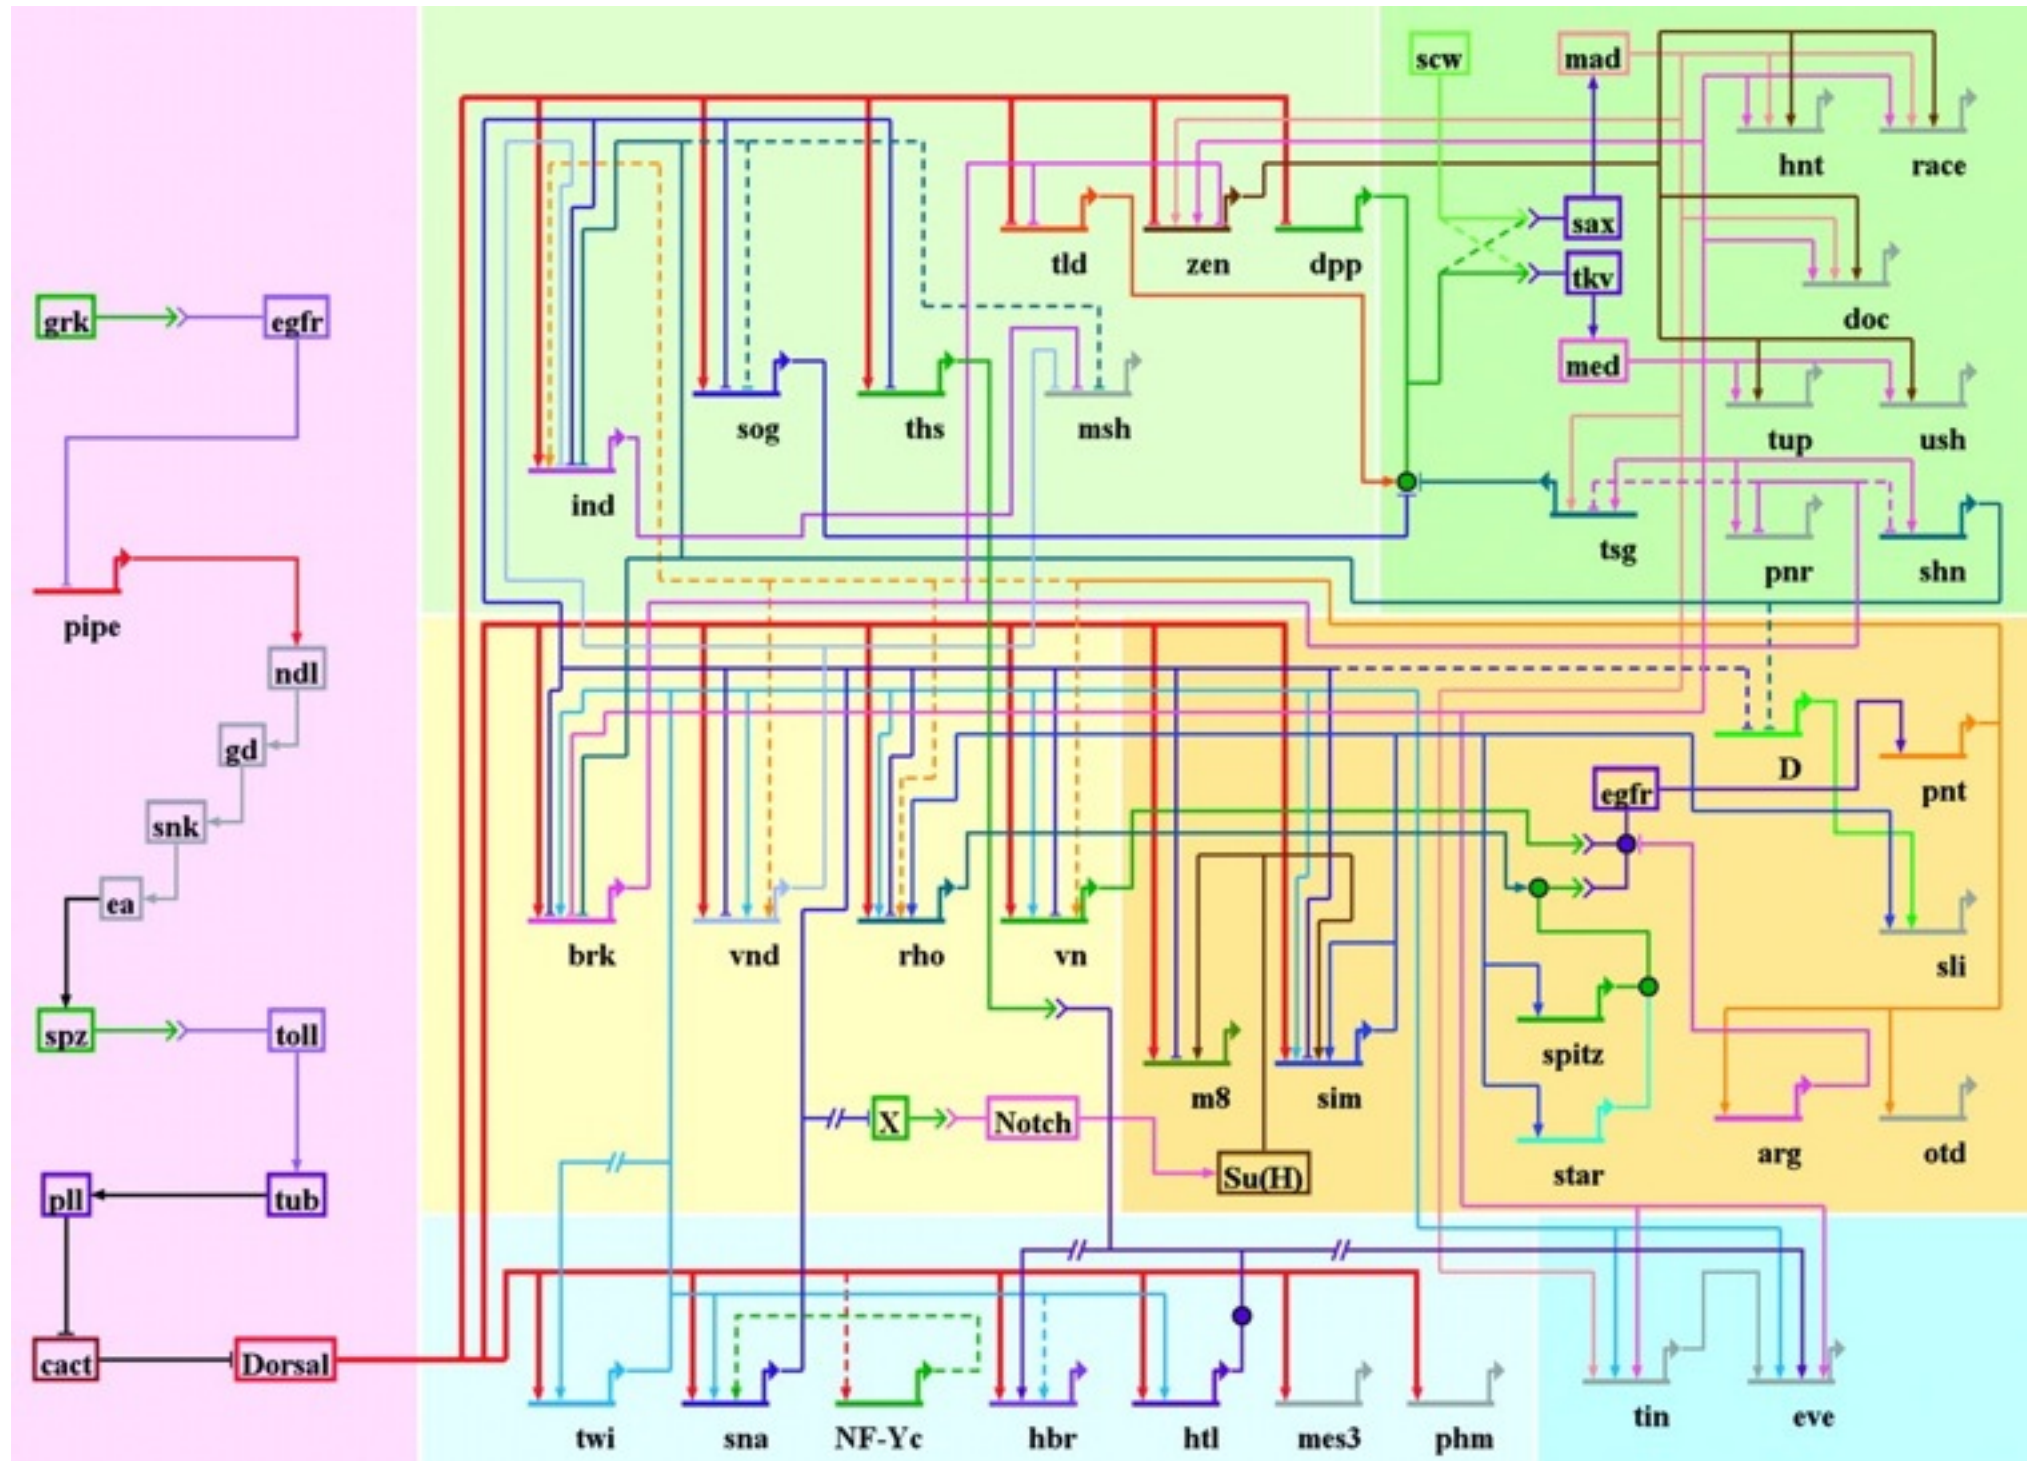 scw mad
hnt race
sax
tld zen dpp tkv
grk egfr doc
med
sog ths msh tup ush
ind
tsg pnr shn
pipe
ndl
gd D
egfr pnt
snk
ea
brk vnd rho vn sli
spz toll spitz
m8 sim
X Notch arg otd
Su(H) star
pll tub
cact Dorsal
tin eve
twi sna NF-Yc hbr htl mes3 phm